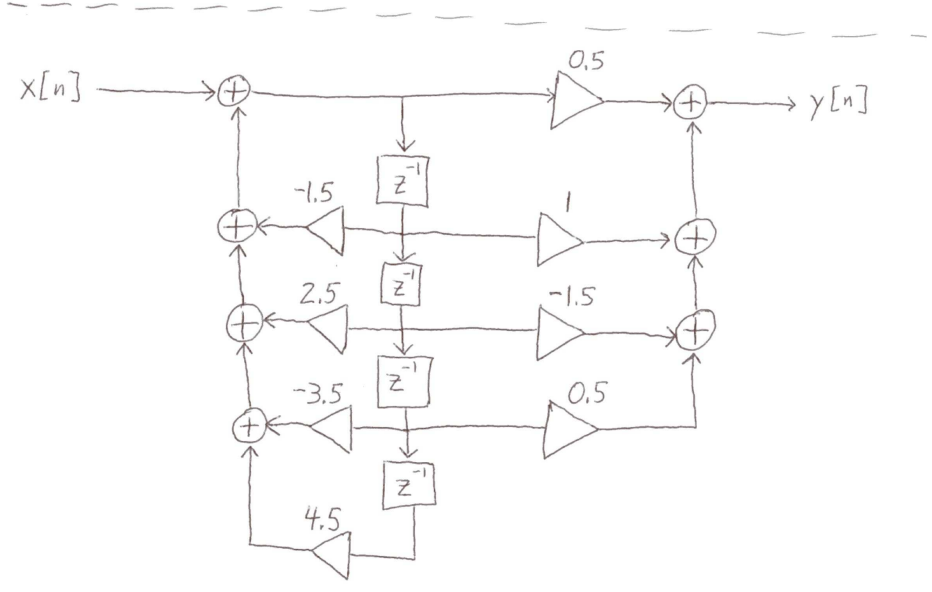 0.5
x[n] + + y[n]
z⁻¹
-1.5 1
+ +
z⁻¹
2.5 -1.5
+ +
z⁻¹
-3.5 0.5
+
z⁻¹
4.5